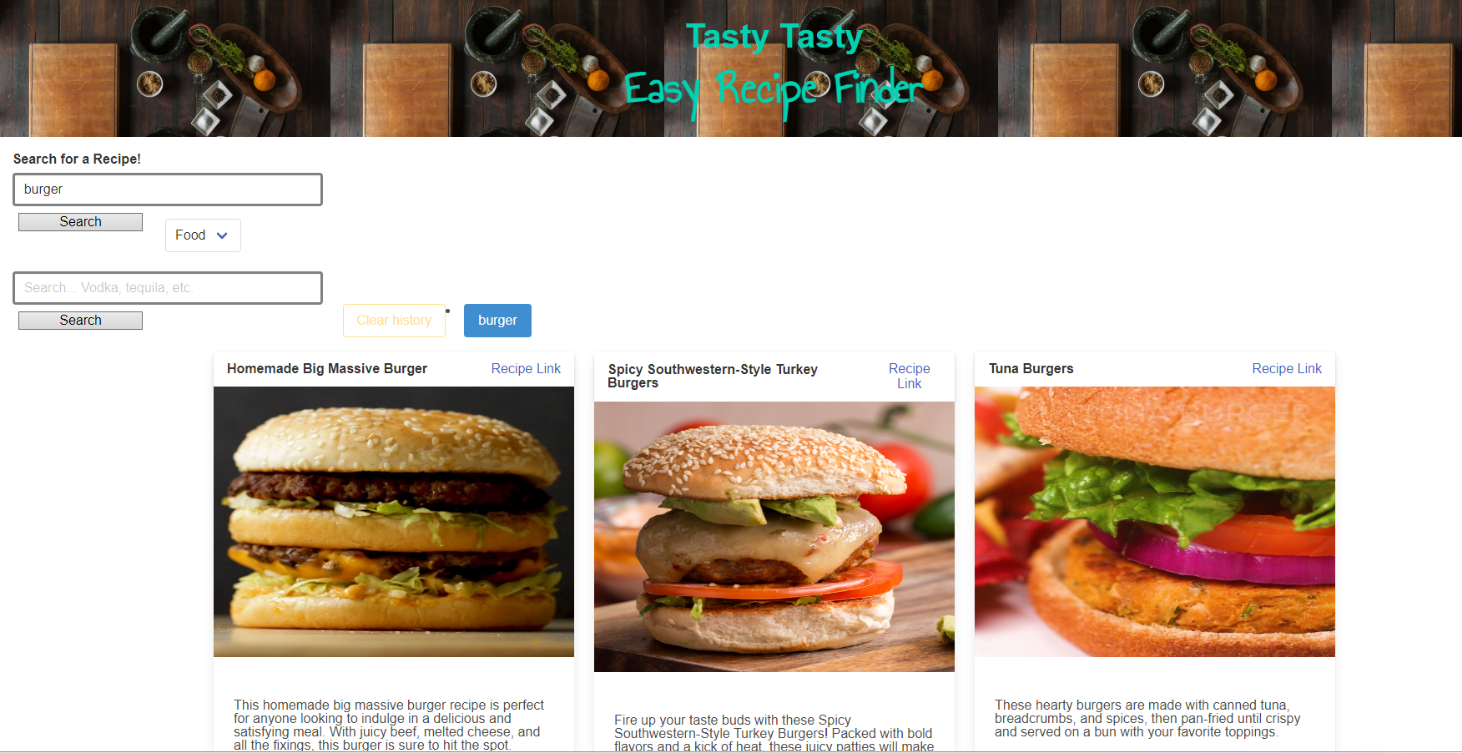 Tasty Tasty
Easy Recipe Finder
Search for a Recipe!
burger
Search
Food
Search... Vodka, tequila, etc.
Search
Clear history
burger
Homemade Big Massive Burger
Recipe Link
This homemade big massive burger recipe is perfect
for anyone looking to indulge in a delicious and
satisfying meal. With juicy beef, melted cheese, and
all the fixings, this burger is sure to hit the spot.
Spicy Southwestern-Style Turkey
Burgers
Recipe
Link
Fire up your taste buds with these Spicy
Southwestern-Style Turkey Burgers! Packed with bold
flavors and a kick of heat, these juicy patties will make
Tuna Burgers
Recipe Link
These hearty burgers are made with canned tuna,
breadcrumbs, and spices, then pan-fried until crispy
and served on a bun with your favorite toppings.